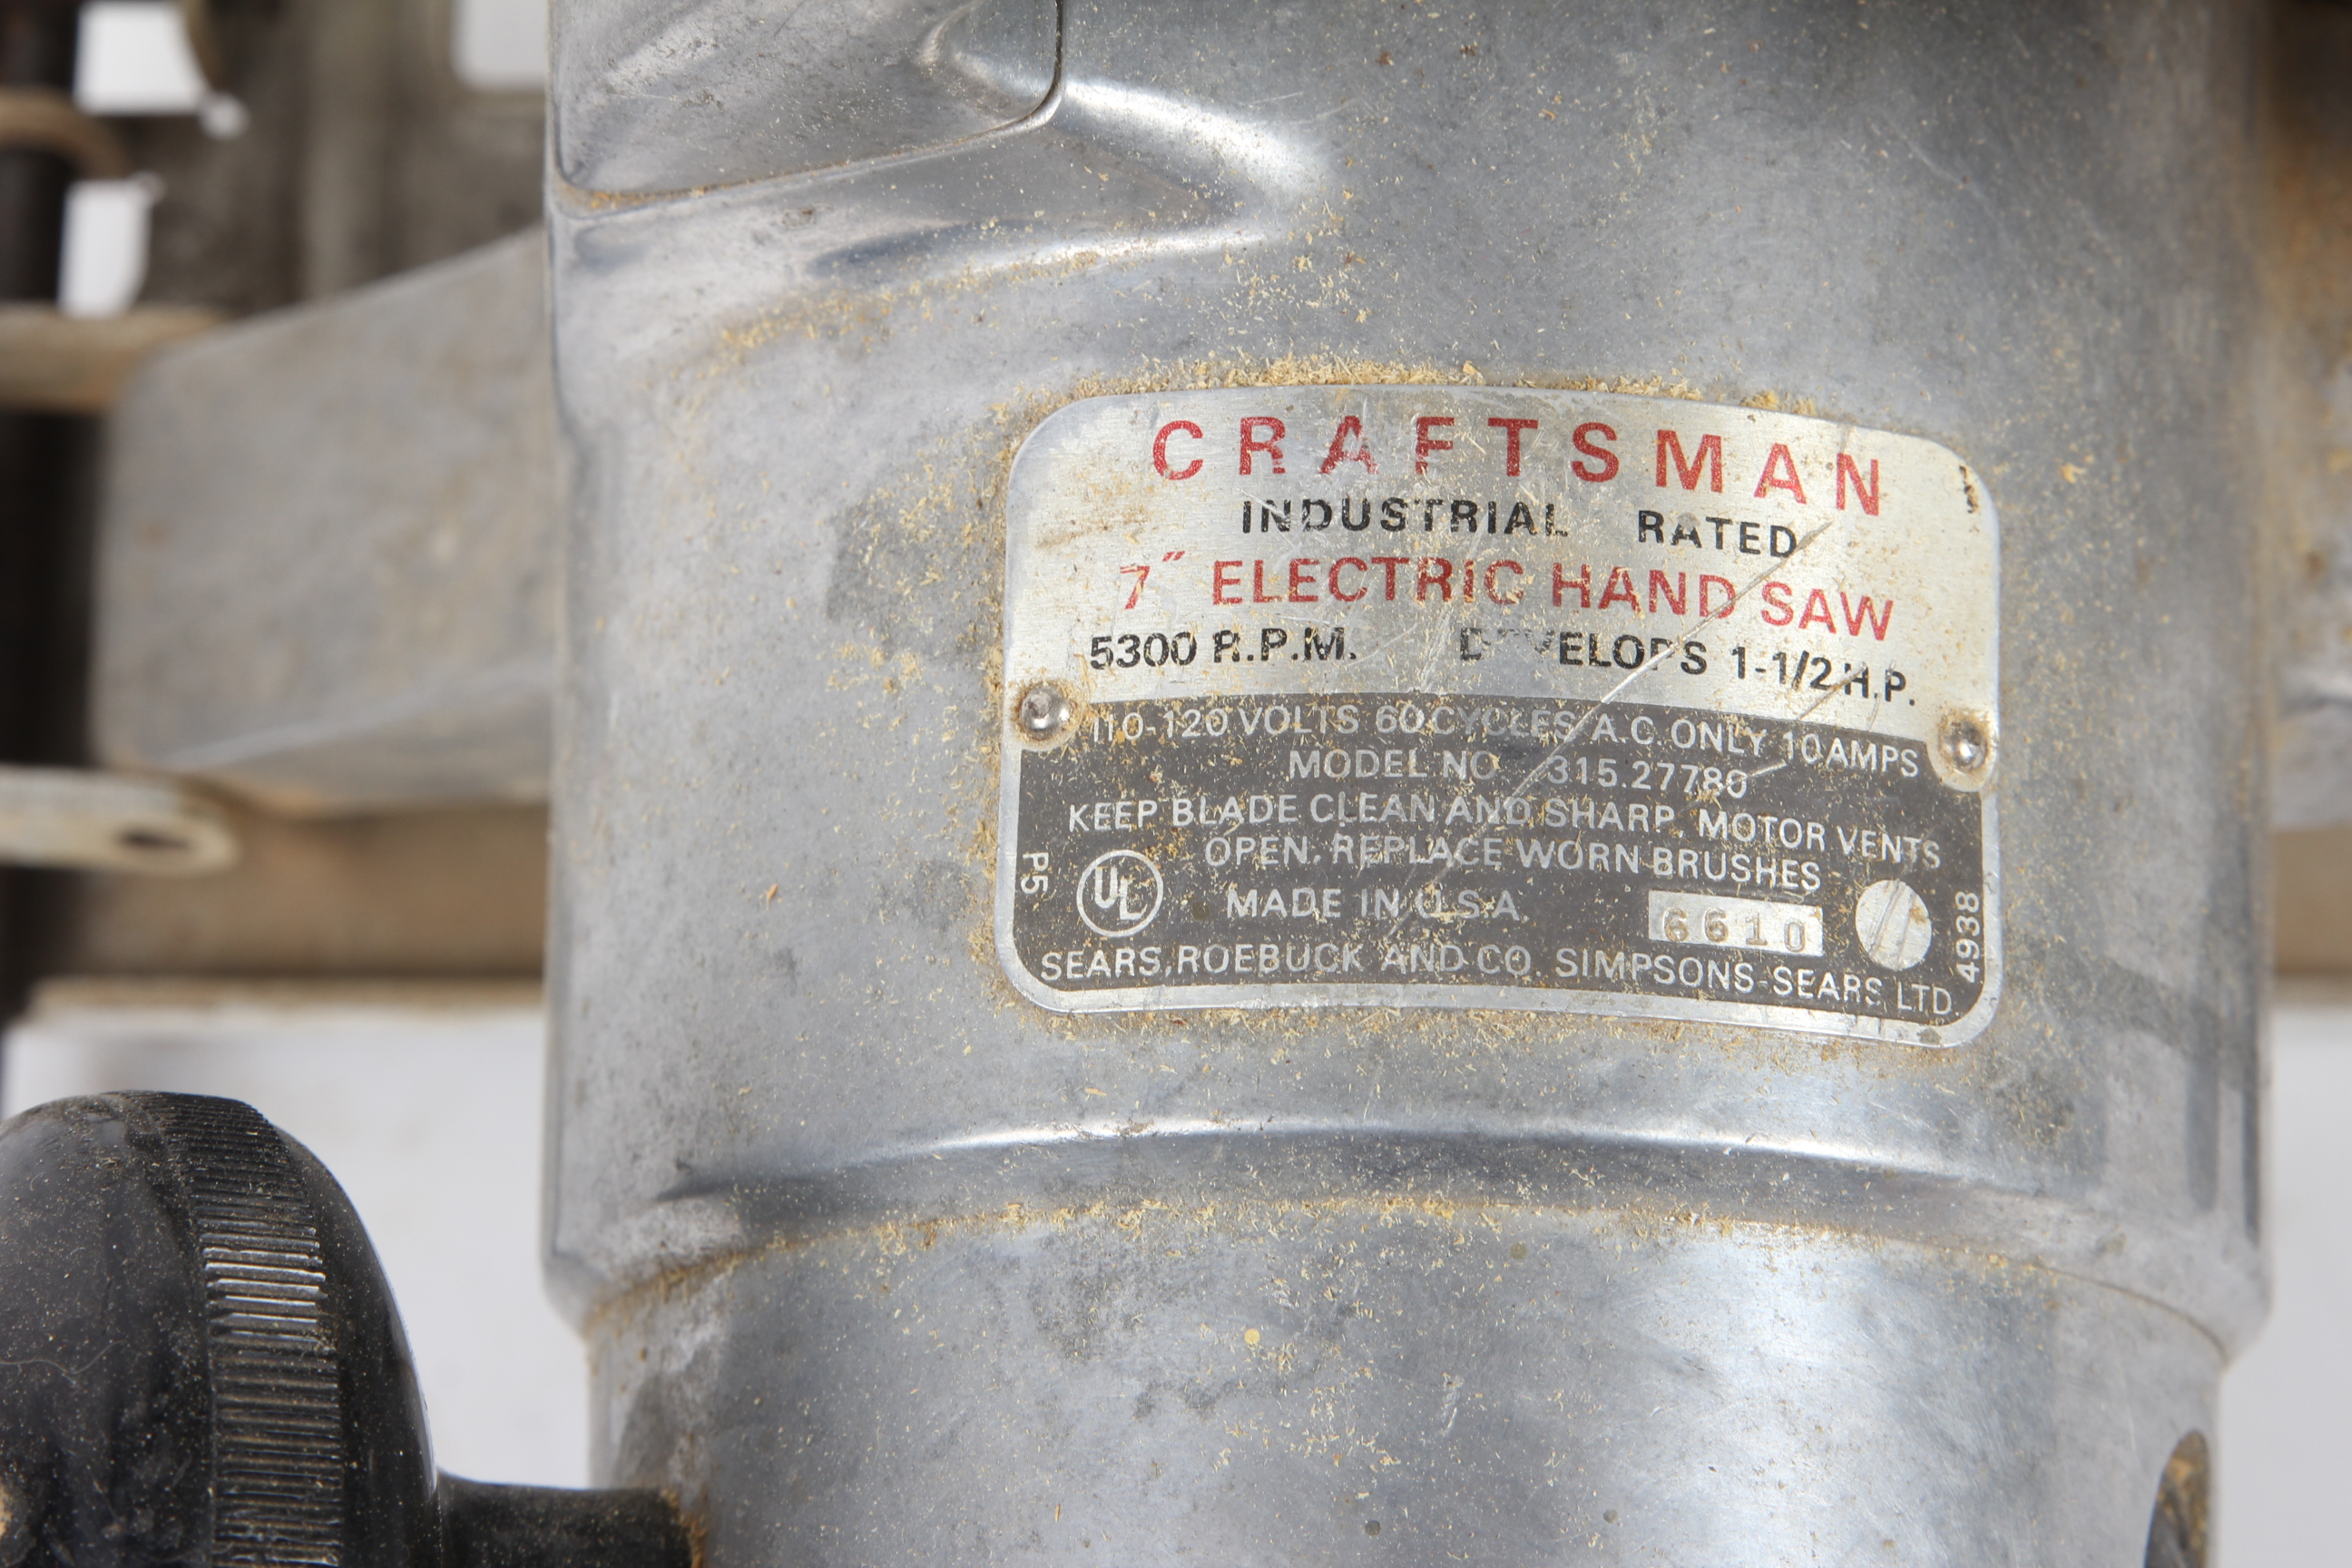 CRAFTSMAN
INDUSTRIAL RATED
7" ELECTRIC HAND SAW
5300 R.P.M. DEVELOPS 1-1/2 H.P.
110-120 VOLTS 60 CYCLES A.C. ONLY 10 AMPS
MODEL NO 315.27780
KEEP BLADE CLEAN AND SHARP. MOTOR VENTS
OPEN. REPLACE WORN BRUSHES
P5
UL
MADE IN U.S.A.
6610
4938
SEARS, ROEBUCK AND CO. SIMPSONS-SEARS LTD.